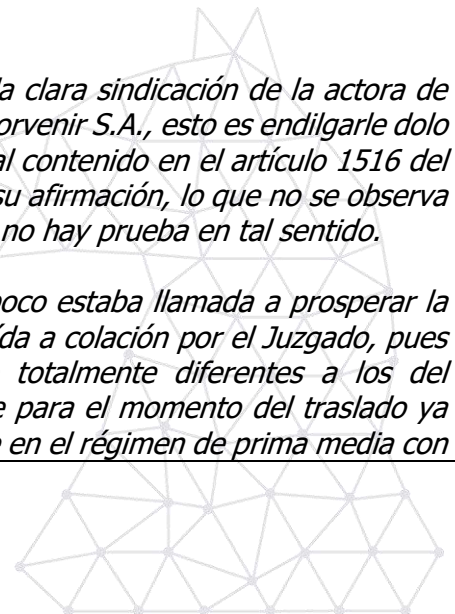 la clara sindicación de la actora de
orvenir S.A., esto es endilgarle dolo
al contenido en el artículo 1516 del
su afirmación, lo que no se observa
no hay prueba en tal sentido.
poco estaba llamada a prosperar la
ída a colación por el Juzgado, pues
totalmente diferentes a los del
e para el momento del traslado ya
o en el régimen de prima media con